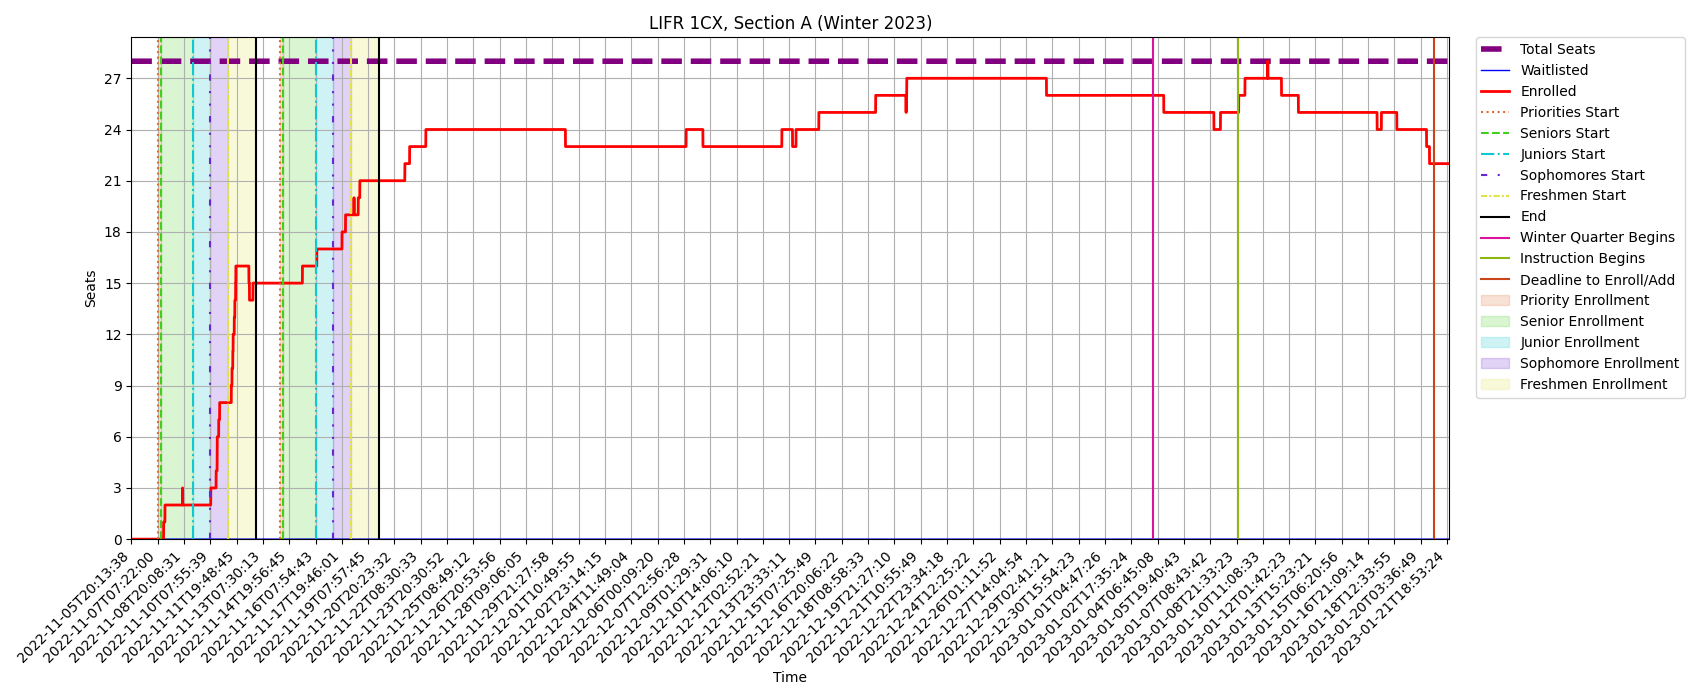 LIFR 1CX, Section A (Winter 2023)
Seats
27
24
21
18
15
12
9
6
3
0
2022-11-05T20:13:38
2022-11-07T07:22:00
2022-11-08T20:08:31
2022-11-10T07:55:39
2022-11-11T19:48:45
2022-11-13T07:30:13
2022-11-14T19:56:45
2022-11-16T07:54:43
2022-11-17T19:46:01
2022-11-19T07:57:45
2022-11-20T20:23:32
2022-11-22T08:30:33
2022-11-23T20:30:52
2022-11-25T08:49:12
2022-11-26T20:53:56
2022-11-28T09:06:05
2022-11-29T21:27:58
2022-12-01T10:49:55
2022-12-02T23:14:15
2022-12-04T11:49:04
2022-12-06T00:09:20
2022-12-07T12:56:28
2022-12-09T01:29:31
2022-12-10T14:06:10
2022-12-12T02:52:21
2022-12-13T23:33:11
2022-12-15T07:25:49
2022-12-16T20:06:22
2022-12-18T08:58:33
2022-12-19T21:27:10
2022-12-21T10:55:49
2022-12-22T23:34:18
2022-12-24T12:25:22
2022-12-26T01:11:52
2022-12-27T14:04:54
2022-12-29T02:41:21
2022-12-30T15:54:23
2023-01-01T04:47:26
2023-01-02T17:35:24
2023-01-04T06:45:08
2023-01-05T19:40:43
2023-01-07T08:43:42
2023-01-08T21:33:23
2023-01-10T11:08:33
2023-01-12T01:42:23
2023-01-13T15:23:21
2023-01-15T06:20:56
2023-01-16T21:09:14
2023-01-18T12:33:55
2023-01-20T03:36:49
2023-01-21T18:53:24
Time
Total Seats
Waitlisted
Enrolled
Priorities Start
Seniors Start
Juniors Start
Sophomores Start
Freshmen Start
End
Winter Quarter Begins
Instruction Begins
Deadline to Enroll/Add
Priority Enrollment
Senior Enrollment
Junior Enrollment
Sophomore Enrollment
Freshmen Enrollment